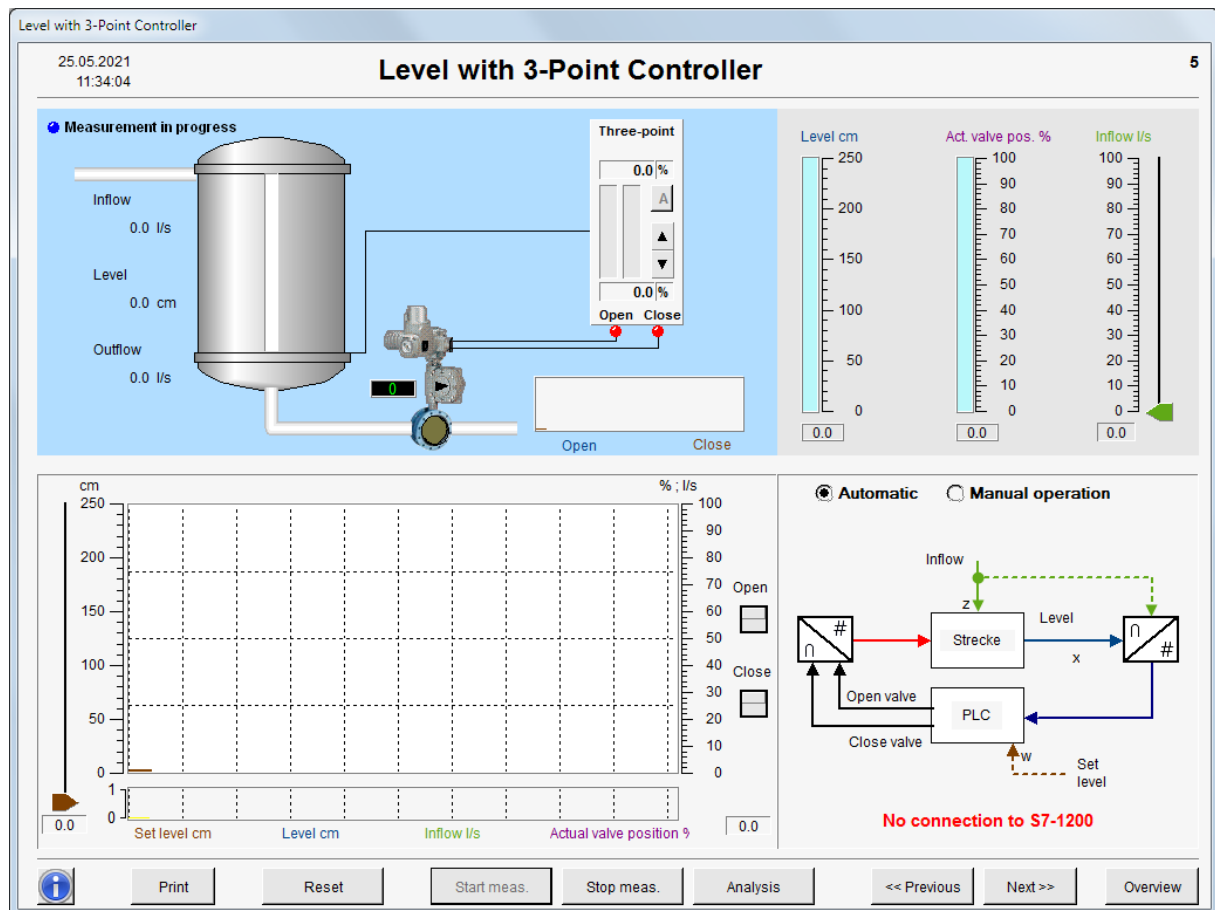 Level with 3-Point Controller
25.05.2021
11:34:04
Level with 3-Point Controller
5
Measurement in progress
Inflow
0.0 l/s
Level
0.0 cm
Outflow
0.0 l/s
0
Three-point
0.0 %
A
0.0 %
Open Close
Open Close
Level cm
250
200
150
100
50
0
0.0
Act. valve pos. %
100
90
80
70
60
50
40
30
20
10
0
0.0
Inflow l/s
100
90
80
70
60
50
40
30
20
10
0
0.0
cm
250
200
150
100
50
0
1
0
0.0
% ; l/s
100
90
80
70
60
50
40
30
20
10
0
Open
Close
Set level cm Level cm Inflow l/s Actual valve position %
0.0
Automatic Manual operation
Inflow
z
Level
#
∩
Strecke
∩
#
x
Open valve
PLC
Close valve
w
Set
level
No connection to S7-1200
i
Print Reset Start meas. Stop meas. Analysis << Previous Next >> Overview